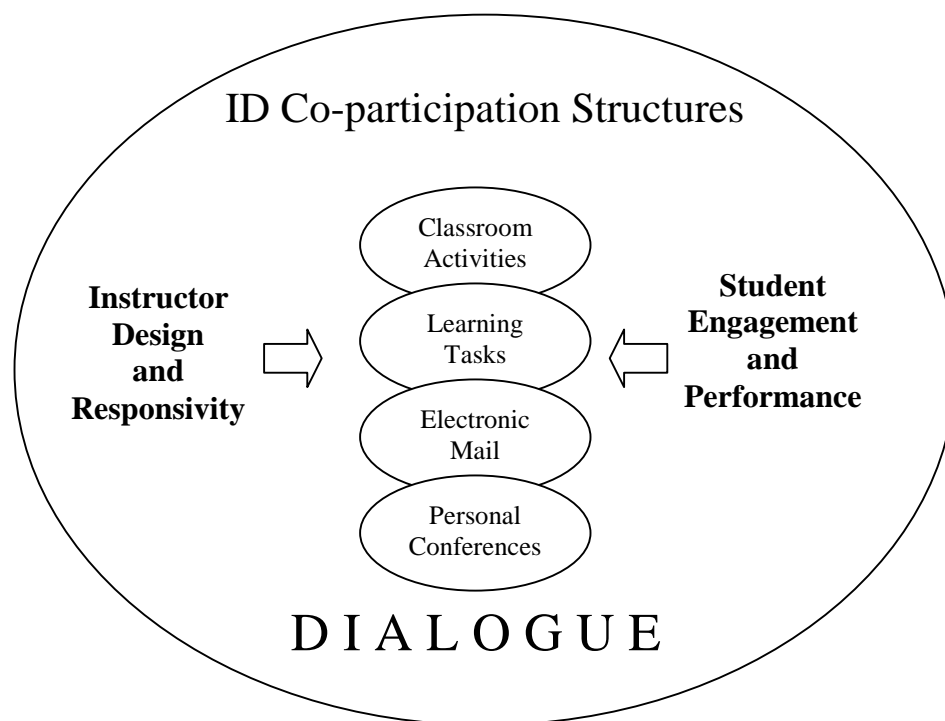 ID Co-participation Structures
Classroom
Activities
Instructor
Design
and
Responsivity
Learning
Tasks
Student
Engagement
and
Performance
Electronic
Mail
Personal
Conferences
D I A L O G U E